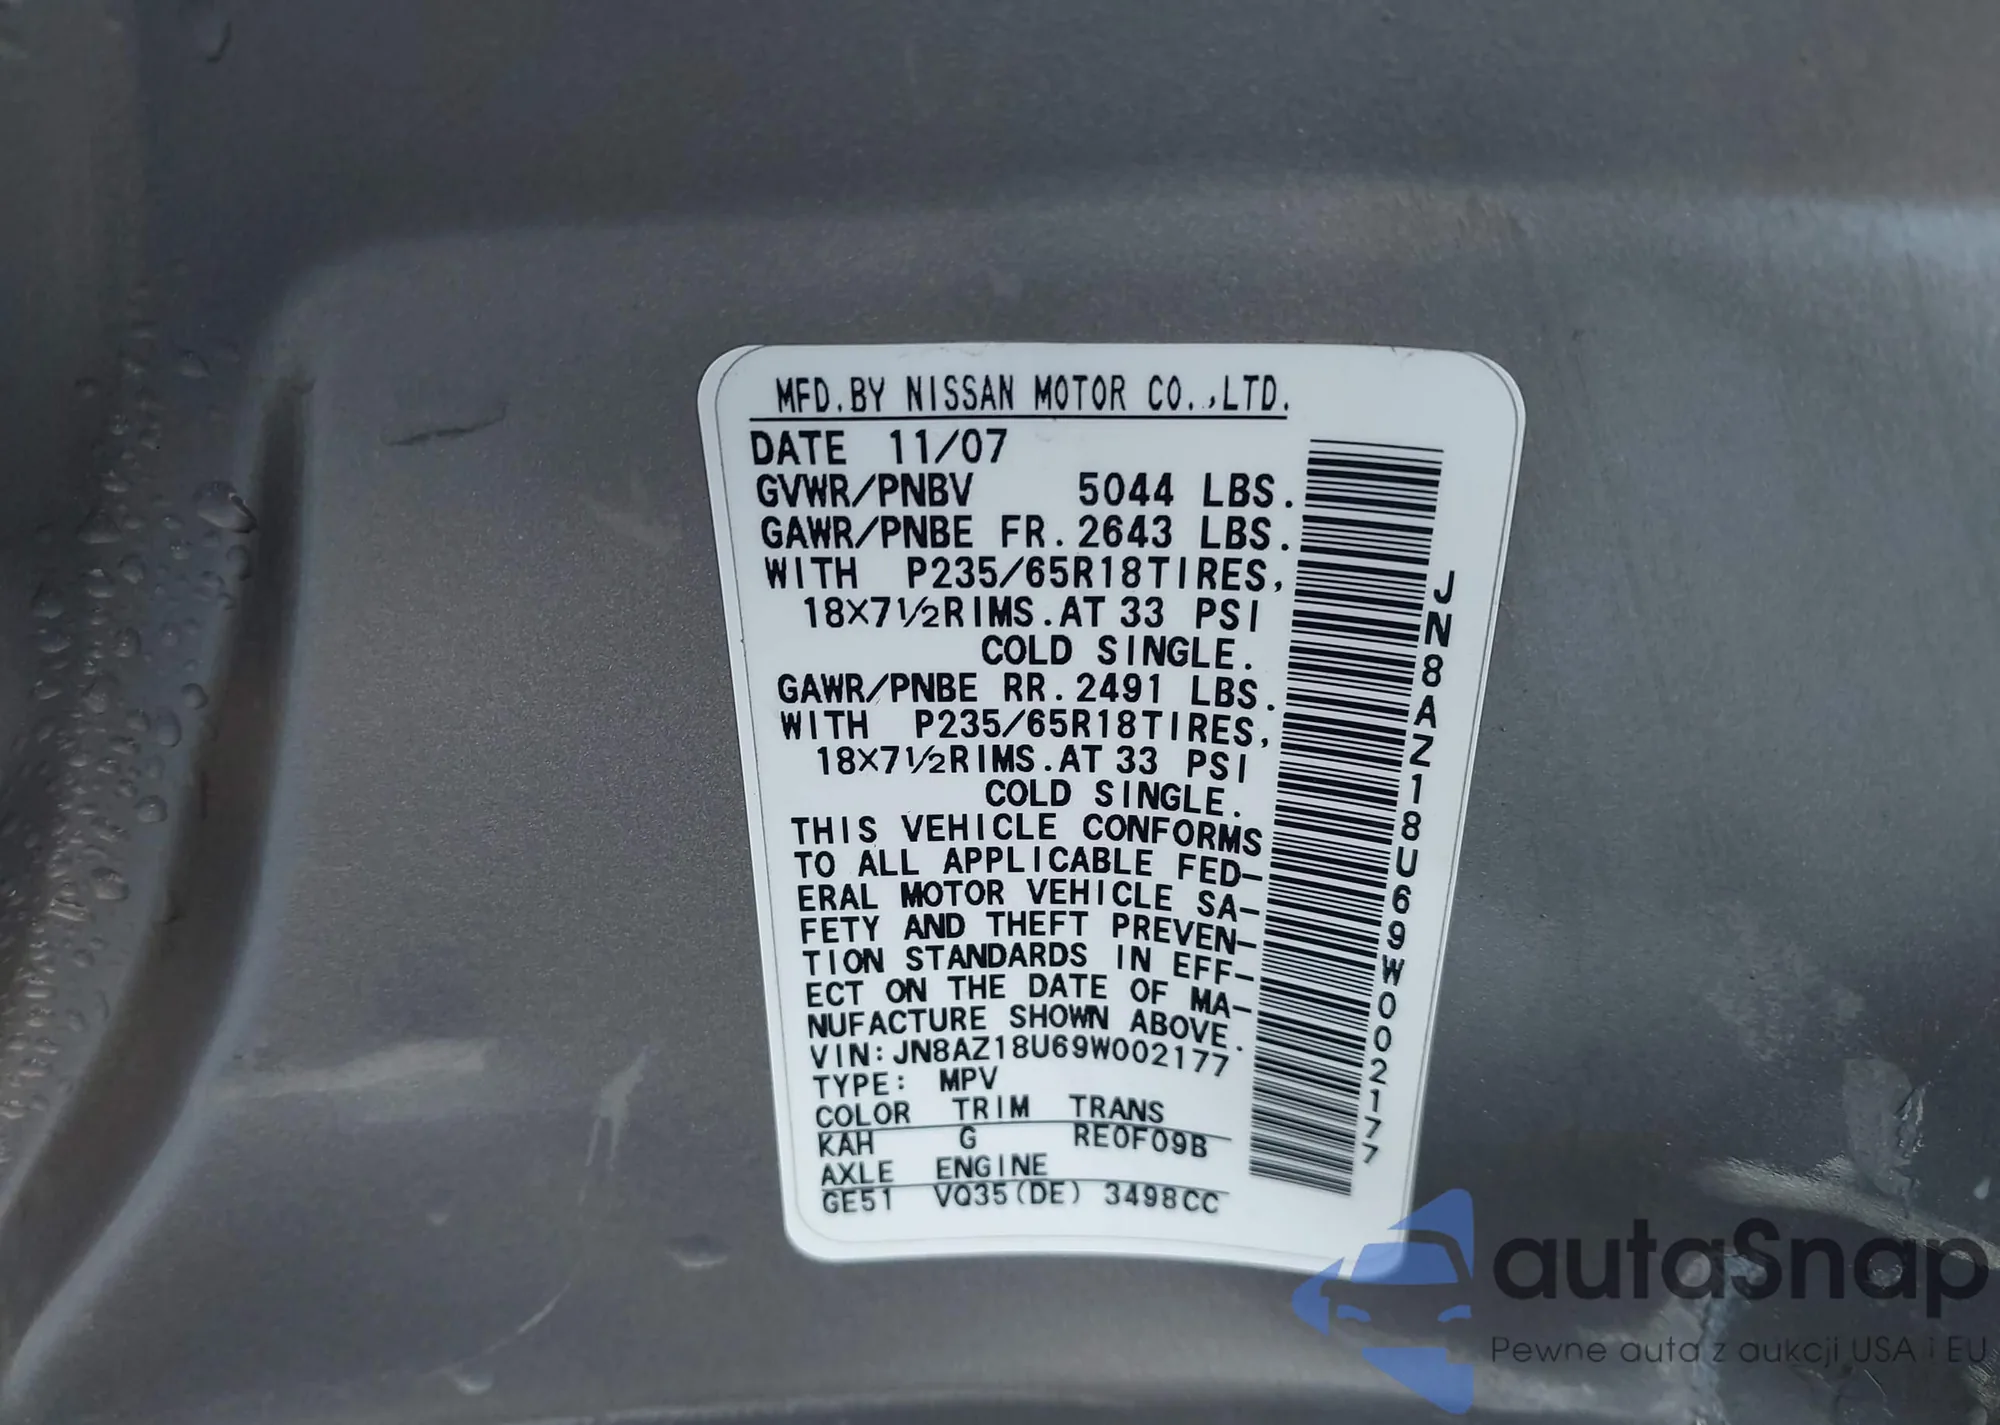 MFD.BY NISSAN MOTOR CO.,LTD.
DATE 11/07
GVWR/PNBV 5044 LBS.
GAWR/PNBE FR. 2643 LBS.
WITH P235/65R18TIRES,
18X7½RIMS.AT 33 PSI
COLD SINGLE.
GAWR/PNBE RR. 2491 LBS.
WITH P235/65R18TIRES,
18X7½RIMS.AT 33 PSI
COLD SINGLE.
THIS VEHICLE CONFORMS
TO ALL APPLICABLE FED–
ERAL MOTOR VEHICLE SA–
FETY AND THEFT PREVEN–
TION STANDARDS IN EFF–
ECT ON THE DATE OF MA–
NUFACTURE SHOWN ABOVE.
VIN: JN8AZ18U69W002177
TYPE: MPV
COLOR TRIM TRANS
KAH G RE0F09B
AXLE ENGINE
GE51 VQ35(DE) 3498CC
JN8AZ18U69W002177
autaSnap
Pewne auta z aukcji USA i EU